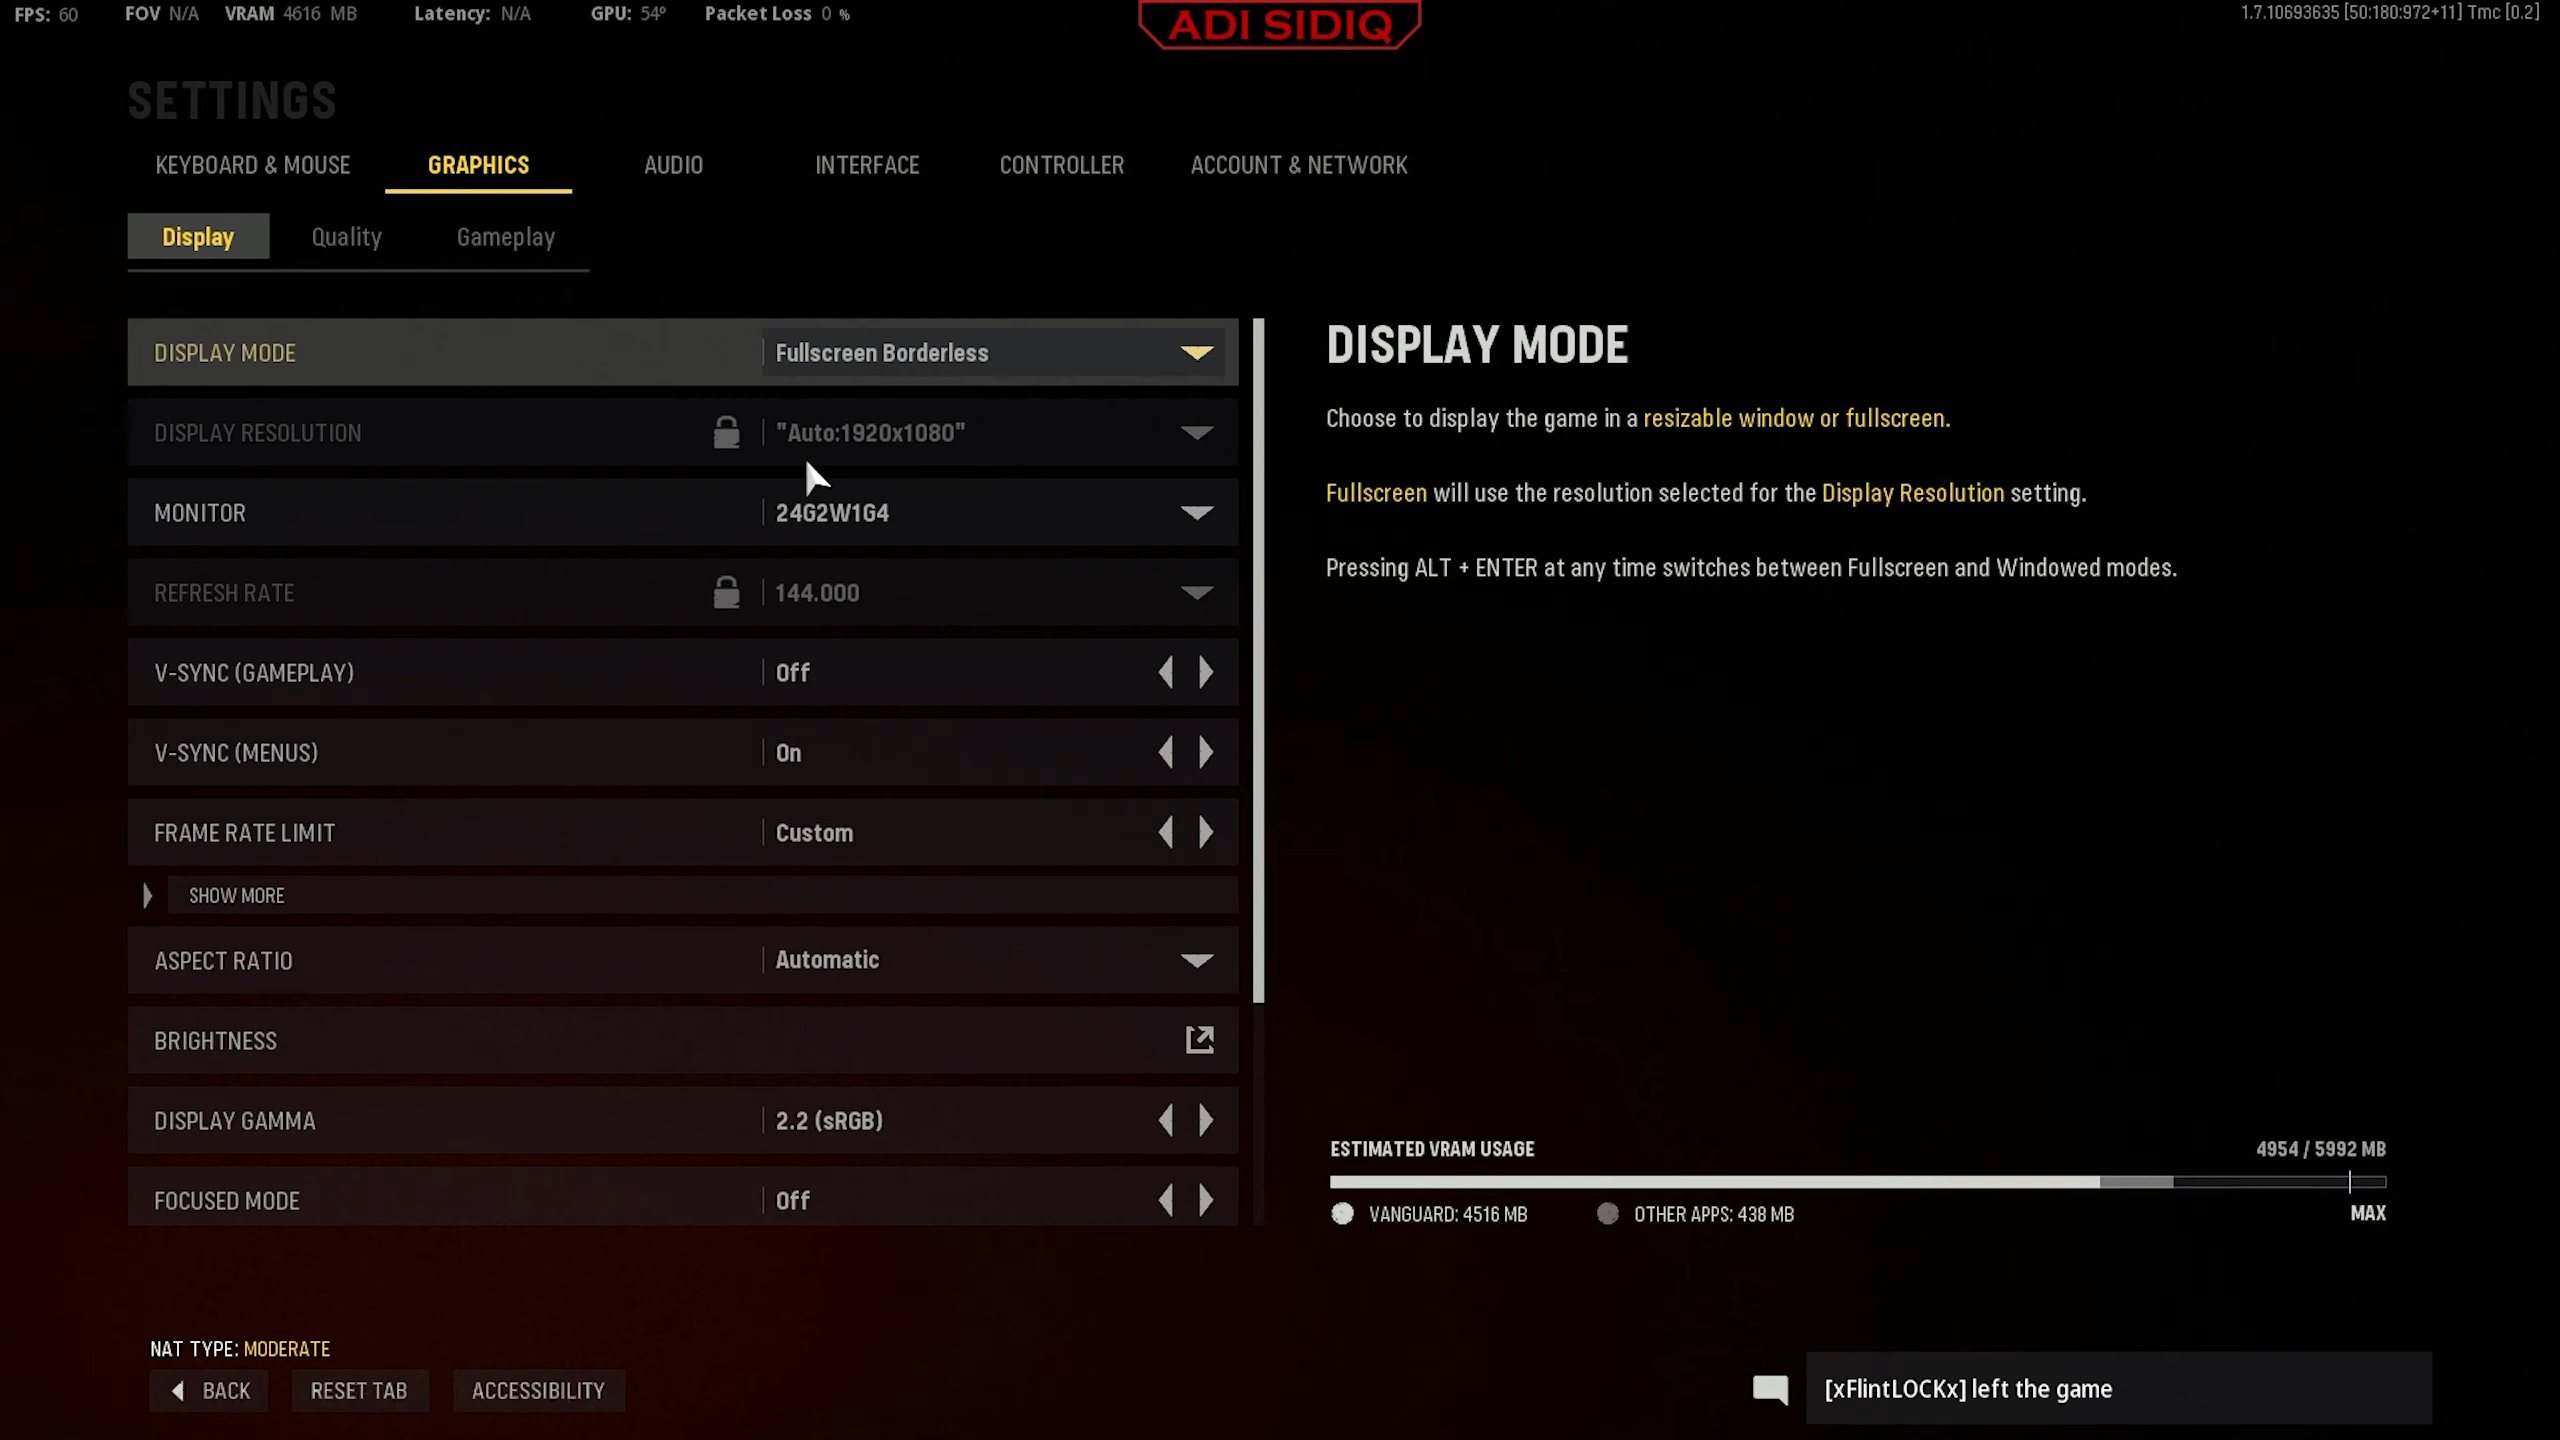 FPS: 60 FOV N/A VRAM 4616 MB Latency: N/A GPU: 54° Packet Loss 0 %
ADI SIDIQ
1.7.10693635 [50:180:972+11] Tmc [0.2]
SETTINGS
KEYBOARD & MOUSE GRAPHICS AUDIO INTERFACE CONTROLLER ACCOUNT & NETWORK
Display Quality Gameplay
DISPLAY MODE Fullscreen Borderless
DISPLAY RESOLUTION "Auto:1920x1080"
MONITOR 24G2W1G4
REFRESH RATE 144.000
V-SYNC (GAMEPLAY) Off
V-SYNC (MENUS) On
FRAME RATE LIMIT Custom
SHOW MORE
ASPECT RATIO Automatic
BRIGHTNESS
DISPLAY GAMMA 2.2 (sRGB)
FOCUSED MODE Off
DISPLAY MODE
Choose to display the game in a resizable window or fullscreen.
Fullscreen will use the resolution selected for the Display Resolution setting.
Pressing ALT + ENTER at any time switches between Fullscreen and Windowed modes.
ESTIMATED VRAM USAGE 4954 / 5992 MB
VANGUARD: 4516 MB OTHER APPS: 438 MB MAX
NAT TYPE: MODERATE
BACK RESET TAB ACCESSIBILITY
[xFlintLOCKx] left the game